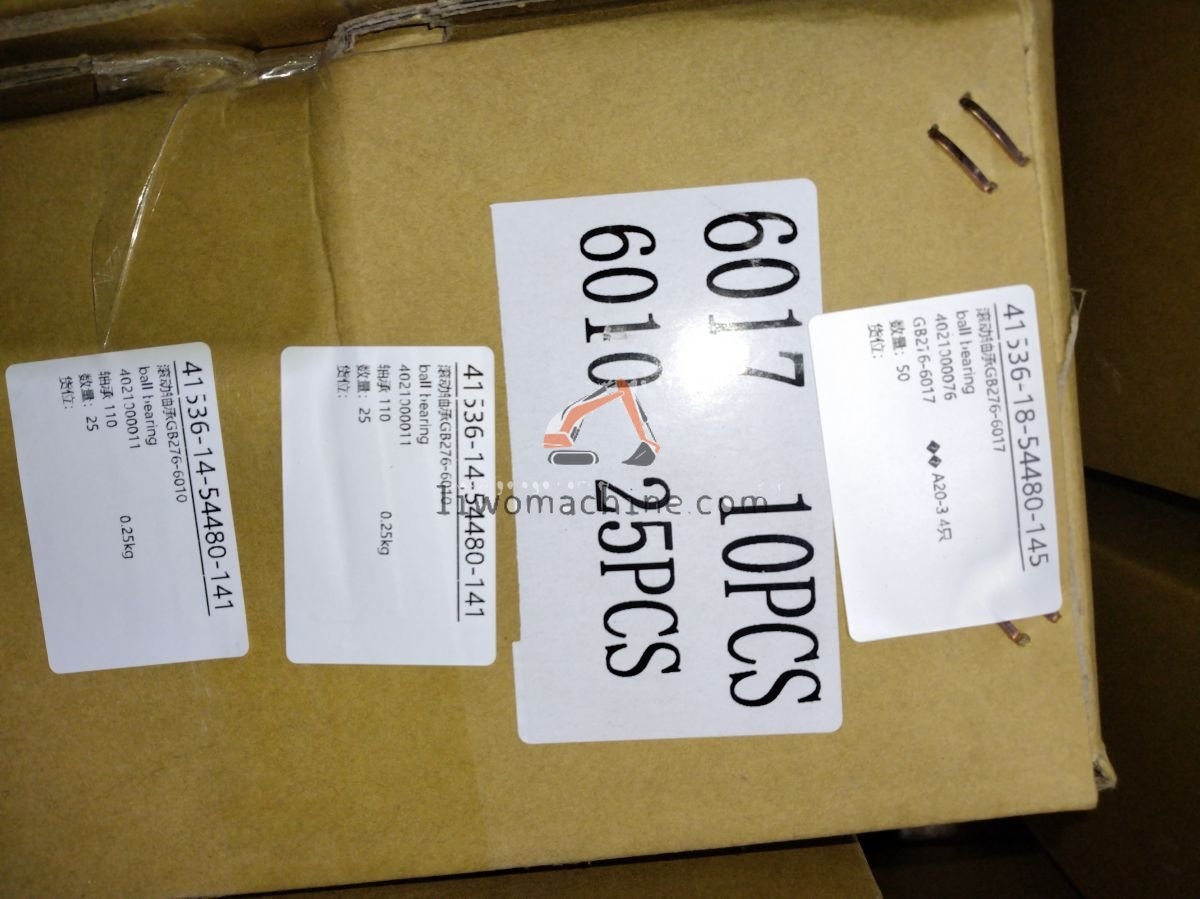 6017 10PCS
6010 25PCS
41536-18-54480-145
滚动轴承GB276-6017
ball bearing
4021000076
GB276-6017 �� A20-3 4只
数量: 50
货位:
41536-14-54480-141
滚动轴承GB276-6010
ball bearing
4021000011
轴承 110 0.25kg
数量: 25
货位:
41536-14-54480-141
滚动轴承GB276-6010
ball bearing
4021000011
轴承 110 0.25kg
数量: 25
货位:
riwomachine.com